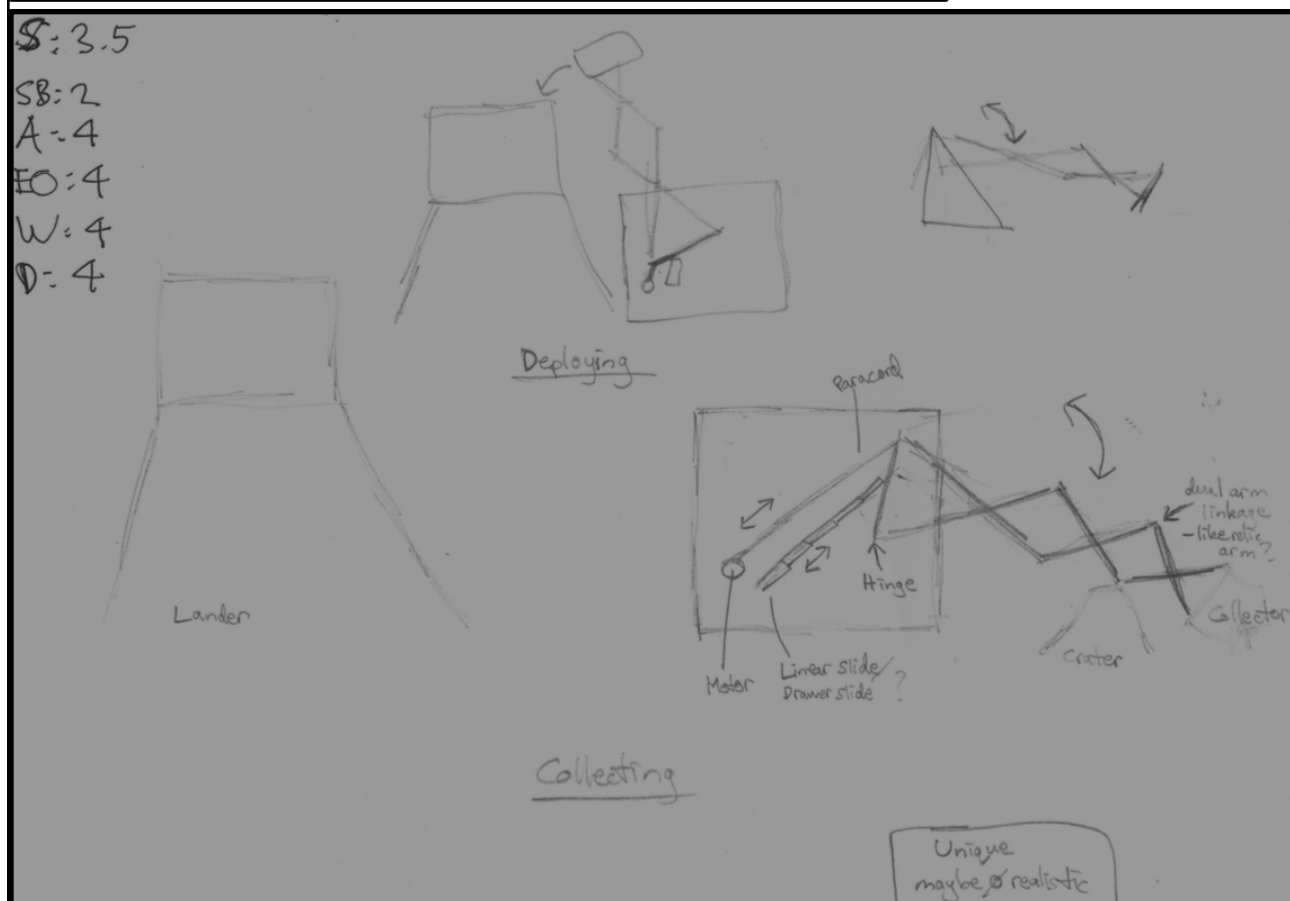 S: 3.5
SB: 2
A: 4
EO: 4
W: 4
D: 4
Deploying
Paracord
dual arm
linkage
- like relic
arm?
Hinge
Collector
Crater
Lander
Motor
Linear slide/
Drawer slide ?
Collecting
Unique
maybe ø realistic